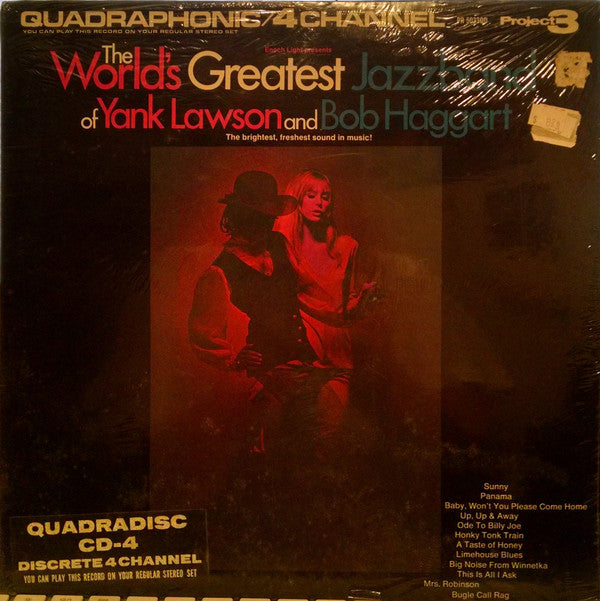 QUADRAPHONIC/4 CHANNEL
Project 3
YOU CAN PLAY THIS RECORD ON YOUR REGULAR STEREO SET
Enoch Light presents
The World's Greatest Jazzband
of Yank Lawson and Bob Haggart
The brightest, freshest sound in music!
Sunny
Panama
Baby, Won't You Please Come Home
Up, Up & Away
Ode To Billy Joe
Honky Tonk Train
A Taste of Honey
Limehouse Blues
Big Noise From Winnetka
This Is All I Ask
Mrs. Robinson
Bugle Call Rag
QUADRADISC
CD-4
DISCRETE 4 CHANNEL
YOU CAN PLAY THIS RECORD ON YOUR REGULAR STEREO SET